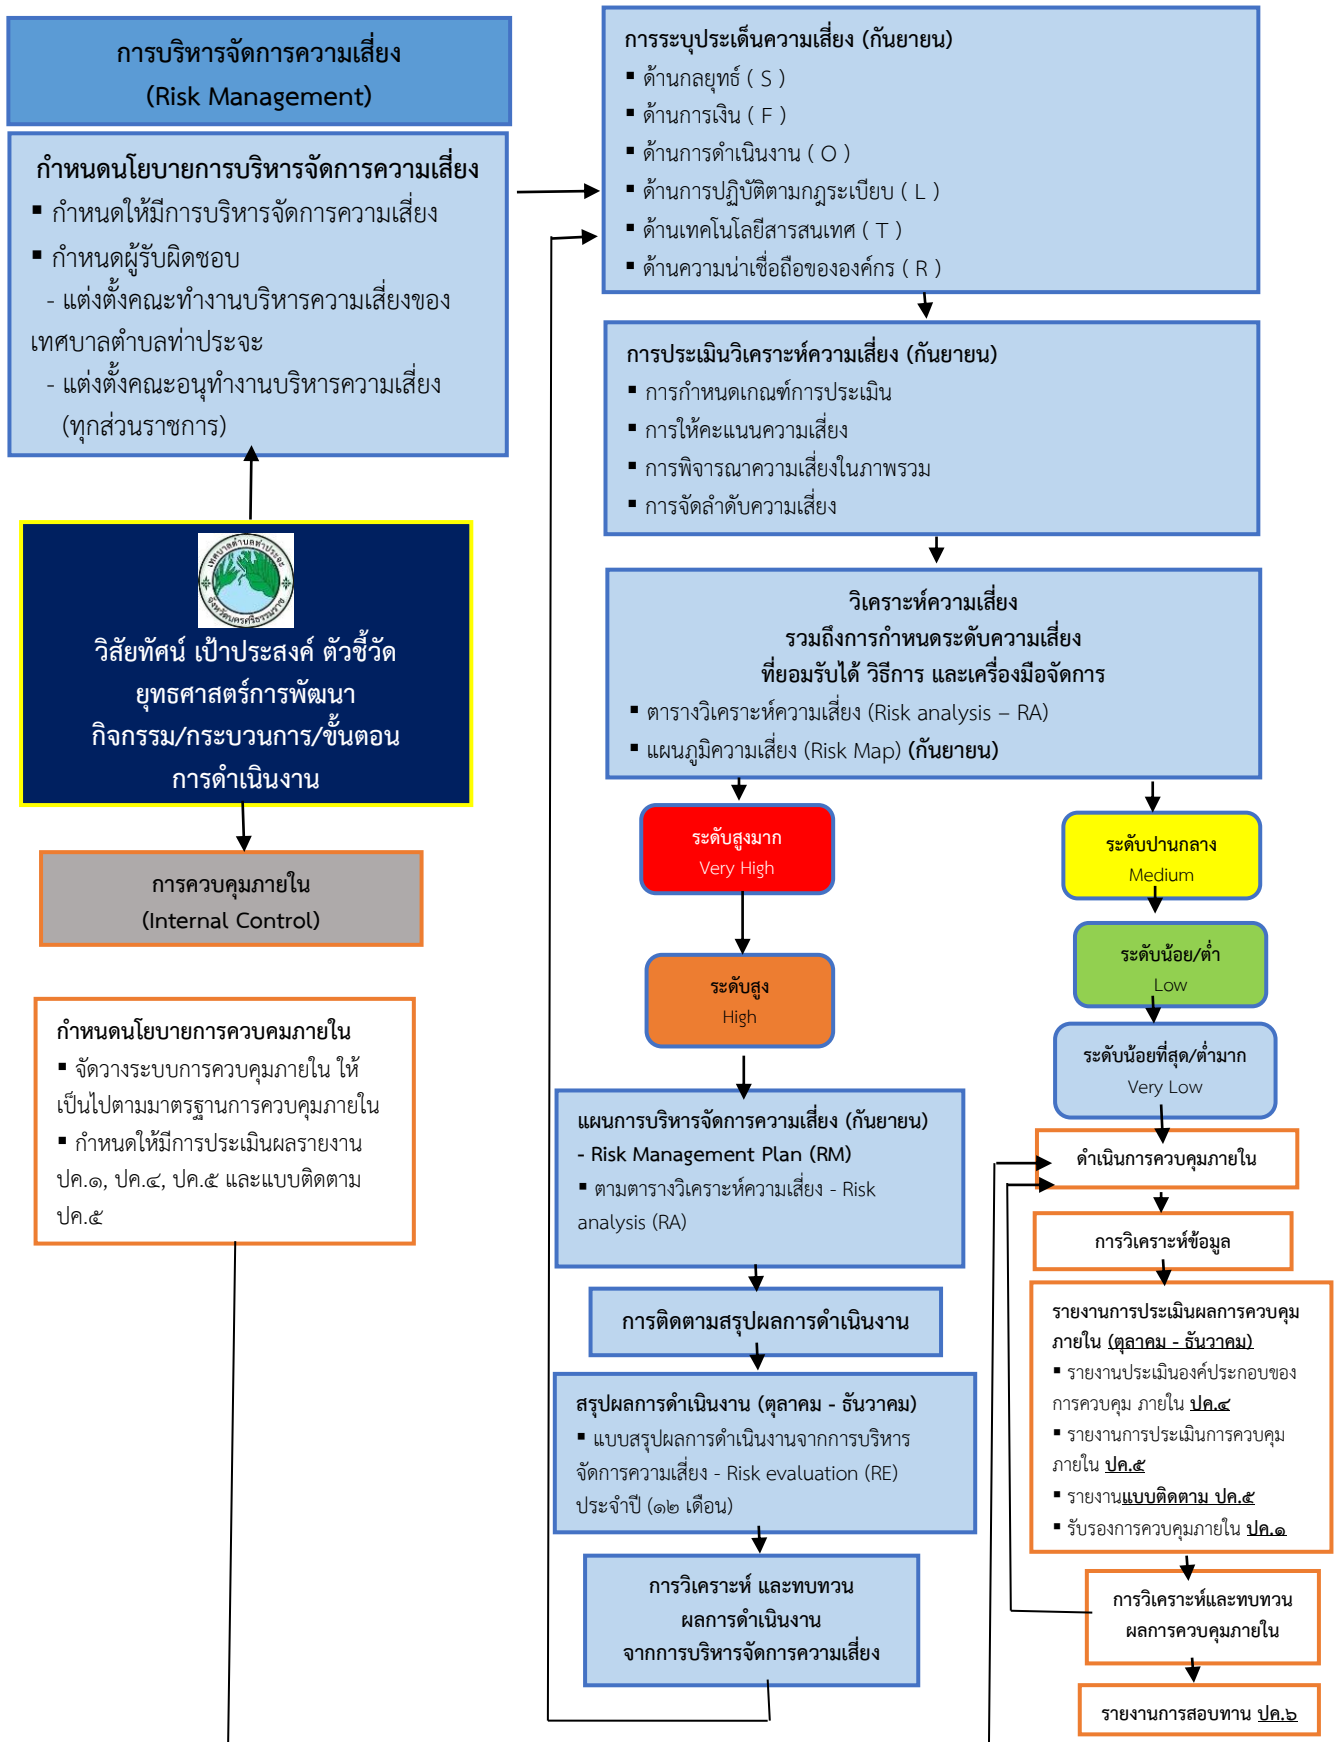 การบริหารจัดการความเสี่ยง
(Risk Management)
กำหนดนโยบายการบริหารจัดการความเสี่ยง
▪ กำหนดให้มีการบริหารจัดการความเสี่ยง
▪ กำหนดผู้รับผิดชอบ
- แต่งตั้งคณะทำงานบริหารความเสี่ยงของ
เทศบาลตำบลท่าประจะ
- แต่งตั้งคณะอนุทำงานบริหารความเสี่ยง
(ทุกส่วนราชการ)
เทศบาลตำบลท่าประจะ
จังหวัดนครศรีธรรมราช
วิสัยทัศน์ เป้าประสงค์ ตัวชี้วัด
ยุทธศาสตร์การพัฒนา
กิจกรรม/กระบวนการ/ขั้นตอน
การดำเนินงาน
การควบคุมภายใน
(Internal Control)
กำหนดนโยบายการควบคมภายใน
▪ จัดวางระบบการควบคุมภายใน ให้
เป็นไปตามมาตรฐานการควบคุมภายใน
▪ กำหนดให้มีการประเมินผลรายงาน
ปค.๑, ปค.๔, ปค.๕ และแบบติดตาม
ปค.๕
การระบุประเด็นความเสี่ยง (กันยายน)
▪ ด้านกลยุทธ์ ( S )
▪ ด้านการเงิน ( F )
▪ ด้านการดำเนินงาน ( O )
▪ ด้านการปฏิบัติตามกฎระเบียบ ( L )
▪ ด้านเทคโนโลยีสารสนเทศ ( T )
▪ ด้านความน่าเชื่อถือขององค์กร ( R )
การประเมินวิเคราะห์ความเสี่ยง (กันยายน)
▪ การกำหนดเกณฑ์การประเมิน
▪ การให้คะแนนความเสี่ยง
▪ การพิจารณาความเสี่ยงในภาพรวม
▪ การจัดลำดับความเสี่ยง
วิเคราะห์ความเสี่ยง
รวมถึงการกำหนดระดับความเสี่ยง
ที่ยอมรับได้ วิธีการ และเครื่องมือจัดการ
▪ ตารางวิเคราะห์ความเสี่ยง (Risk analysis – RA)
▪ แผนภูมิความเสี่ยง (Risk Map) (กันยายน)
ระดับสูงมาก
Very High
ระดับสูง
High
แผนการบริหารจัดการความเสี่ยง (กันยายน)
- Risk Management Plan (RM)
▪ ตามตารางวิเคราะห์ความเสี่ยง - Risk
analysis (RA)
การติดตามสรุปผลการดำเนินงาน
สรุปผลการดำเนินงาน (ตุลาคม - ธันวาคม)
▪ แบบสรุปผลการดำเนินงานจากการบริหาร
จัดการความเสี่ยง - Risk evaluation (RE)
ประจำปี (๑๒ เดือน)
การวิเคราะห์ และทบทวน
ผลการดำเนินงาน
จากการบริหารจัดการความเสี่ยง
ระดับปานกลาง
Medium
ระดับน้อย/ต่ำ
Low
ระดับน้อยที่สุด/ต่ำมาก
Very Low
ดำเนินการควบคุมภายใน
การวิเคราะห์ข้อมูล
รายงานการประเมินผลการควบคุม
ภายใน (ตุลาคม - ธันวาคม)
▪ รายงานประเมินองค์ประกอบของ
การควบคุม ภายใน ปค.๔
▪ รายงานการประเมินการควบคุม
ภายใน ปค.๕
▪ รายงานแบบติดตาม ปค.๕
▪ รับรองการควบคุมภายใน ปค.๑
การวิเคราะห์และทบทวน
ผลการควบคุมภายใน
รายงานการสอบทาน ปค.๖